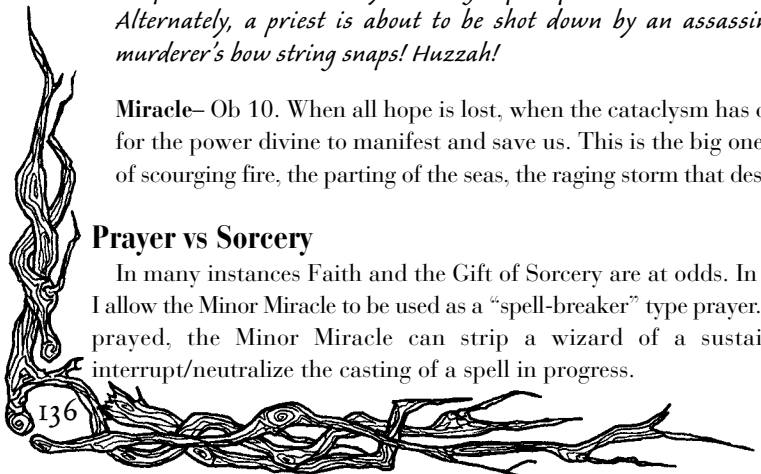 Alternately, a priest is about to be shot down by an
murderer's bow string snaps! Huzzah!
Miracle– Ob 10. When all hope is lost, when the cataclysm has
for the power divine to manifest and save us. This is the big one
of scourging fire, the parting of the seas, the raging storm that
Prayer vs Sorcery
In many instances Faith and the Gift of Sorcery are at odds. In
I allow the Minor Miracle to be used as a “spell-breaker” type prayer.
prayed, the Minor Miracle can strip a wizard of a
interrupt/neutralize the casting of a spell in progress.
136